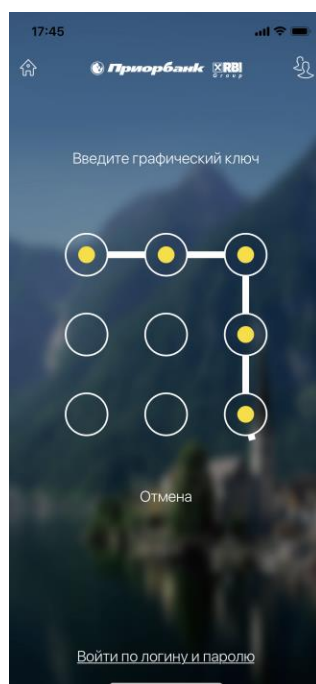 17:45
Приорбанк RBI
Group
Введите графический ключ
Отмена
Войти по логину и паролю